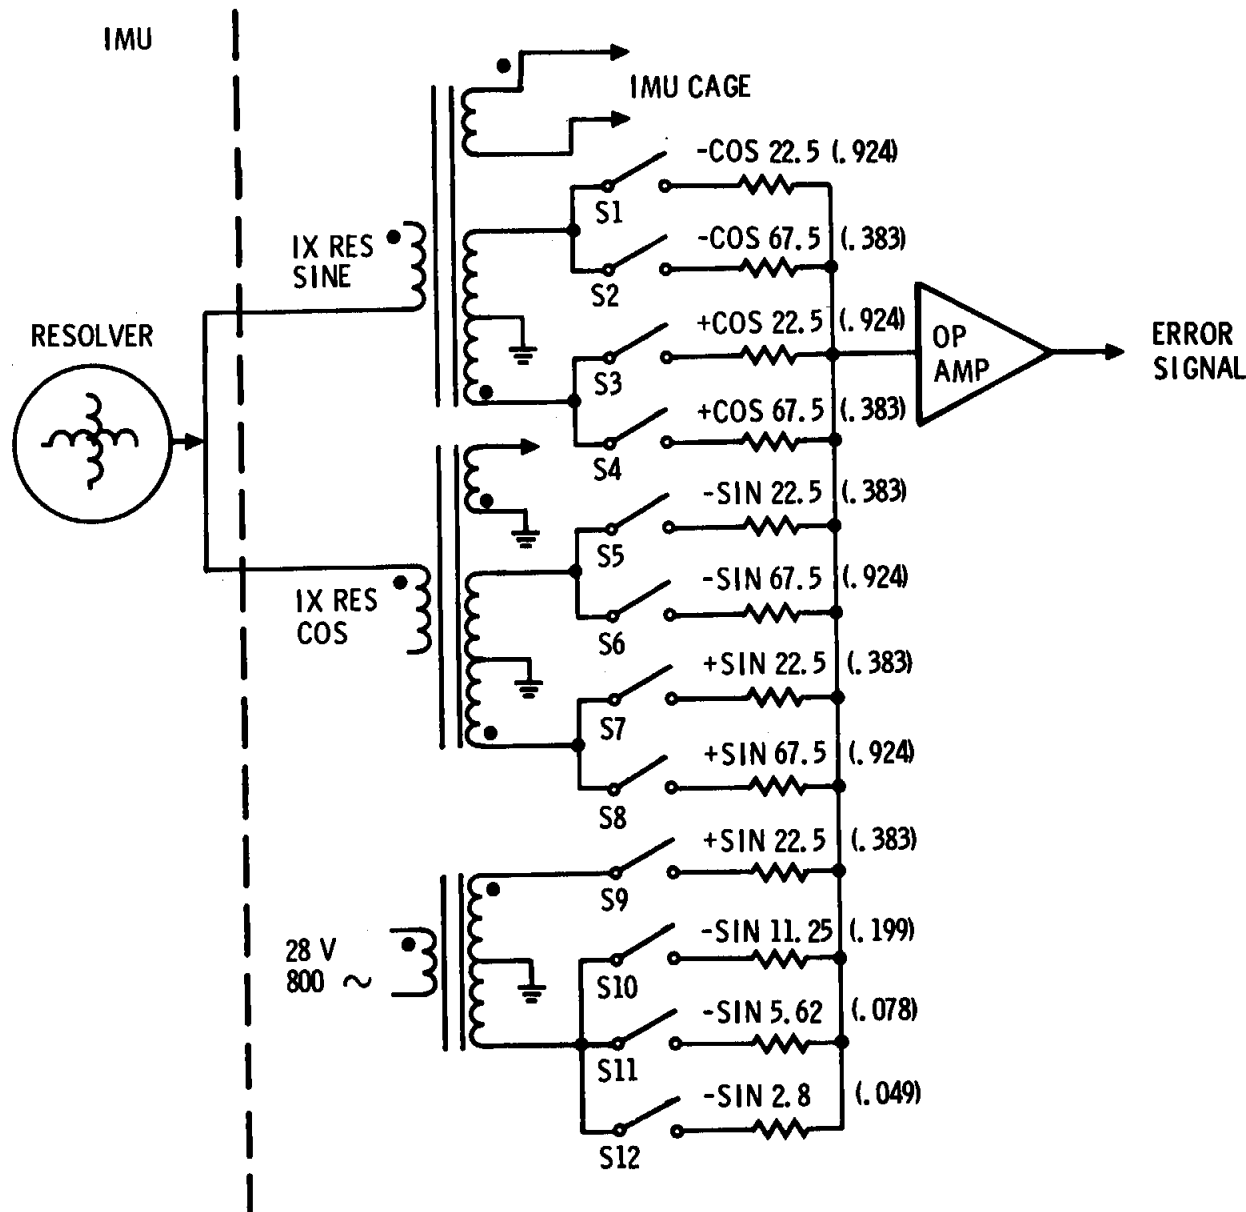 IMU
IMU CAGE
-COS 22.5 (.924)
S1
-COS 67.5 (.383)
S2
IX RES
SINE
+COS 22.5 (.924)
S3
RESOLVER
OP
AMP
ERROR
SIGNAL
+COS 67.5 (.383)
S4
-SIN 22.5 (.383)
S5
-SIN 67.5 (.924)
S6
IX RES
COS
+SIN 22.5 (.383)
S7
+SIN 67.5 (.924)
S8
+SIN 22.5 (.383)
S9
28 V
800 ~
-SIN 11.25 (.199)
S10
-SIN 5.62 (.078)
S11
-SIN 2.8 (.049)
S12